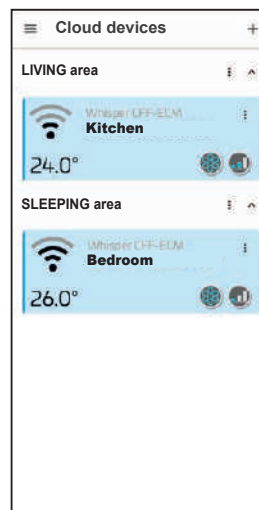 Cloud devices
LIVING area
Whisper CFF-ECM
Kitchen
24.0°
SLEEPING area
Whisper CFF-ECM
Bedroom
26.0°